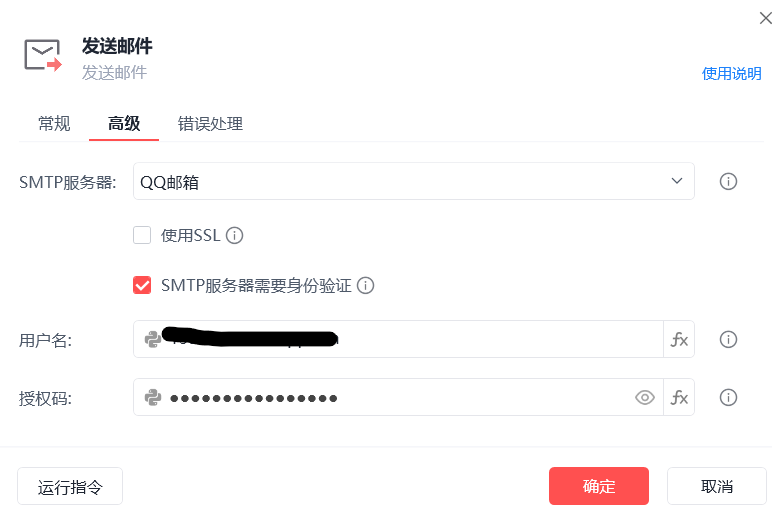 发送邮件
发送邮件
使用说明
常规 高级 错误处理
SMTP服务器: QQ邮箱
使用SSL
SMTP服务器需要身份验证
用户名: fx
授权码: ●●●●●●●●●●●●●●●● fx
运行指令 确定 取消